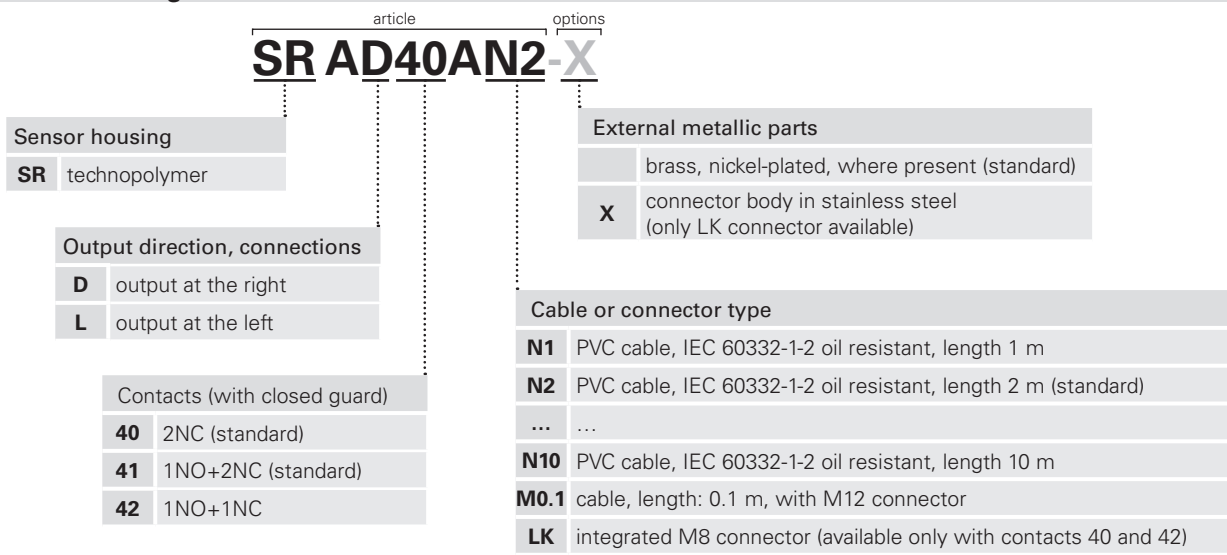 article options
SR AD40AN2-X
Sensor housing
SR technopolymer
Output direction, connections
D output at the right
L output at the left
Contacts (with closed guard)
40 2NC (standard)
41 1NO+2NC (standard)
42 1NO+1NC
External metallic parts
brass, nickel-plated, where present (standard)
X connector body in stainless steel
(only LK connector available)
Cable or connector type
N1 PVC cable, IEC 60332-1-2 oil resistant, length 1 m
N2 PVC cable, IEC 60332-1-2 oil resistant, length 2 m (standard)
… …
N10 PVC cable, IEC 60332-1-2 oil resistant, length 10 m
M0.1 cable, length: 0.1 m, with M12 connector
LK integrated M8 connector (available only with contacts 40 and 42)